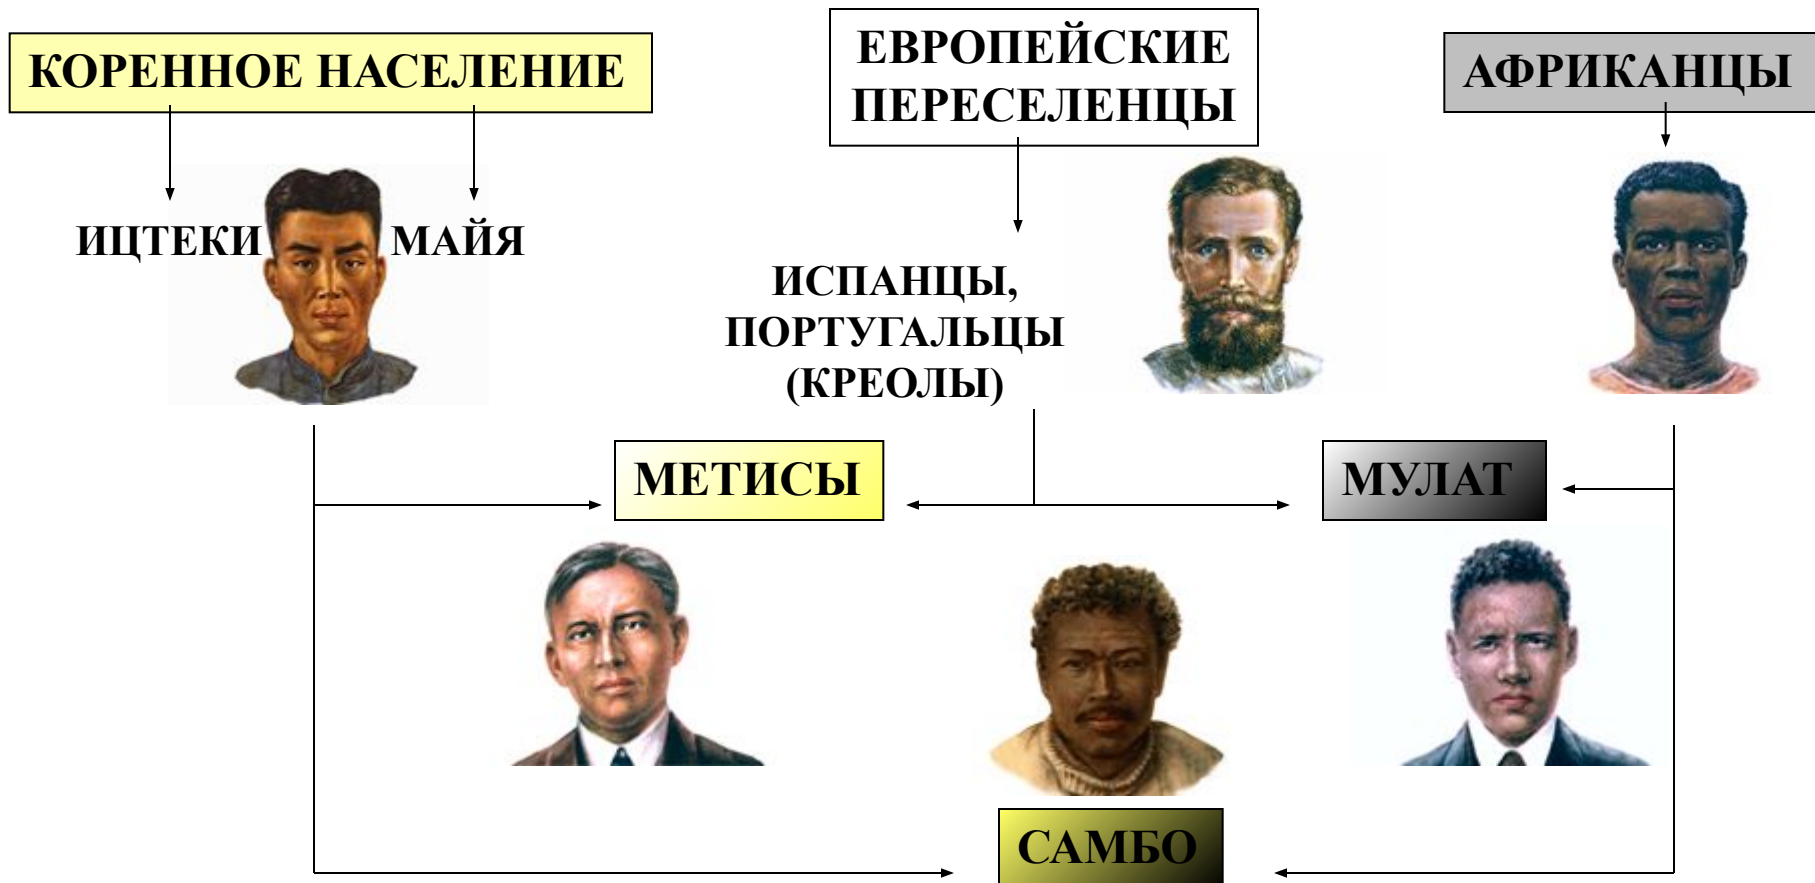 КОРЕННОЕ НАСЕЛЕНИЕ
ЕВРОПЕЙСКИЕ
ПЕРЕСЕЛЕНЦЫ
АФРИКАНЦЫ
ИЦТЕКИ
МАЙЯ
ИСПАНЦЫ,
ПОРТУГАЛЬЦЫ
(КРЕОЛЫ)
МЕТИСЫ
МУЛАТ
САМБО